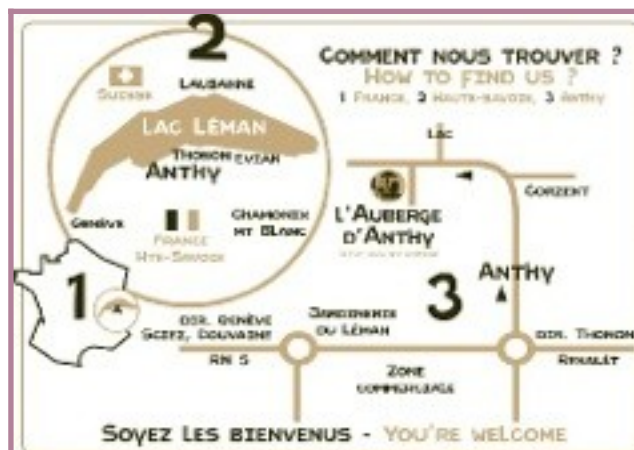 2
COMMENT NOUS TROUVER ?
HOW TO FIND US ?
1 FRANCE, 2 HAUTE-SAVOIE, 3 ANTHY
SUISSE
LAUSANNE
LAC LÉMAN
THONON EVIAN
ANTHY
GENÈVE
FRANCE
HTE-SAVOIE
CHAMONIX
MT BLANC
LAC
CORZENT
L'AUBERGE
D'ANTHY
1
3
ANTHY
DIR. GENÈVE
SCIEZ, DOUVAINE
RN 5
JARDINERIE
DU LÉMAN
ZONE
COMMERCIALE
DIR. THONON
RENAULT
SOYEZ LES BIENVENUS - YOU'RE WELCOME